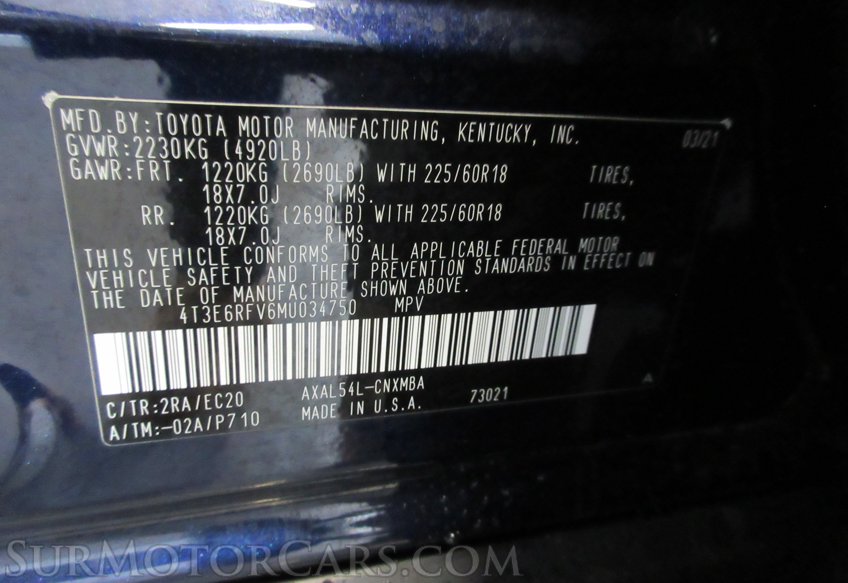 MFD.BY:TOYOTA MOTOR MANUFACTURING, KENTUCKY, INC. 03/21
GVWR:2230KG (4920LB)
GAWR:FRT. 1220KG (2690LB) WITH 225/60R18 TIRES,
18X7.0J RIMS.
RR. 1220KG (2690LB) WITH 225/60R18 TIRES,
18X7.0J RIMS.
THIS VEHICLE CONFORMS TO ALL APPLICABLE FEDERAL MOTOR
VEHICLE SAFETY AND THEFT PREVENTION STANDARDS IN EFFECT ON
THE DATE OF MANUFACTURE SHOWN ABOVE.
4T3E6RFV6MU034750 MPV
C/TR:2RA/EC20 AXAL54L-CNXMBA 73021 A
A/TM:-02A/P710 MADE IN U.S.A.
SurMotorCars.com